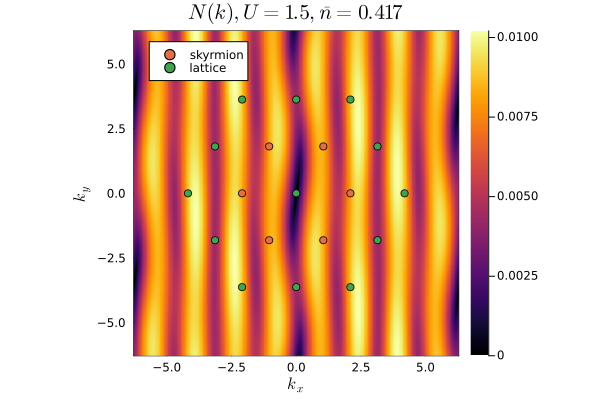 N(k), U = 1.5, n̄ = 0.417
skyrmion
lattice
5.0
2.5
0.0
−2.5
−5.0
k_y
−5.0 −2.5 0.0 2.5 5.0
k_x
0.0100
0.0075
0.0050
0.0025
0